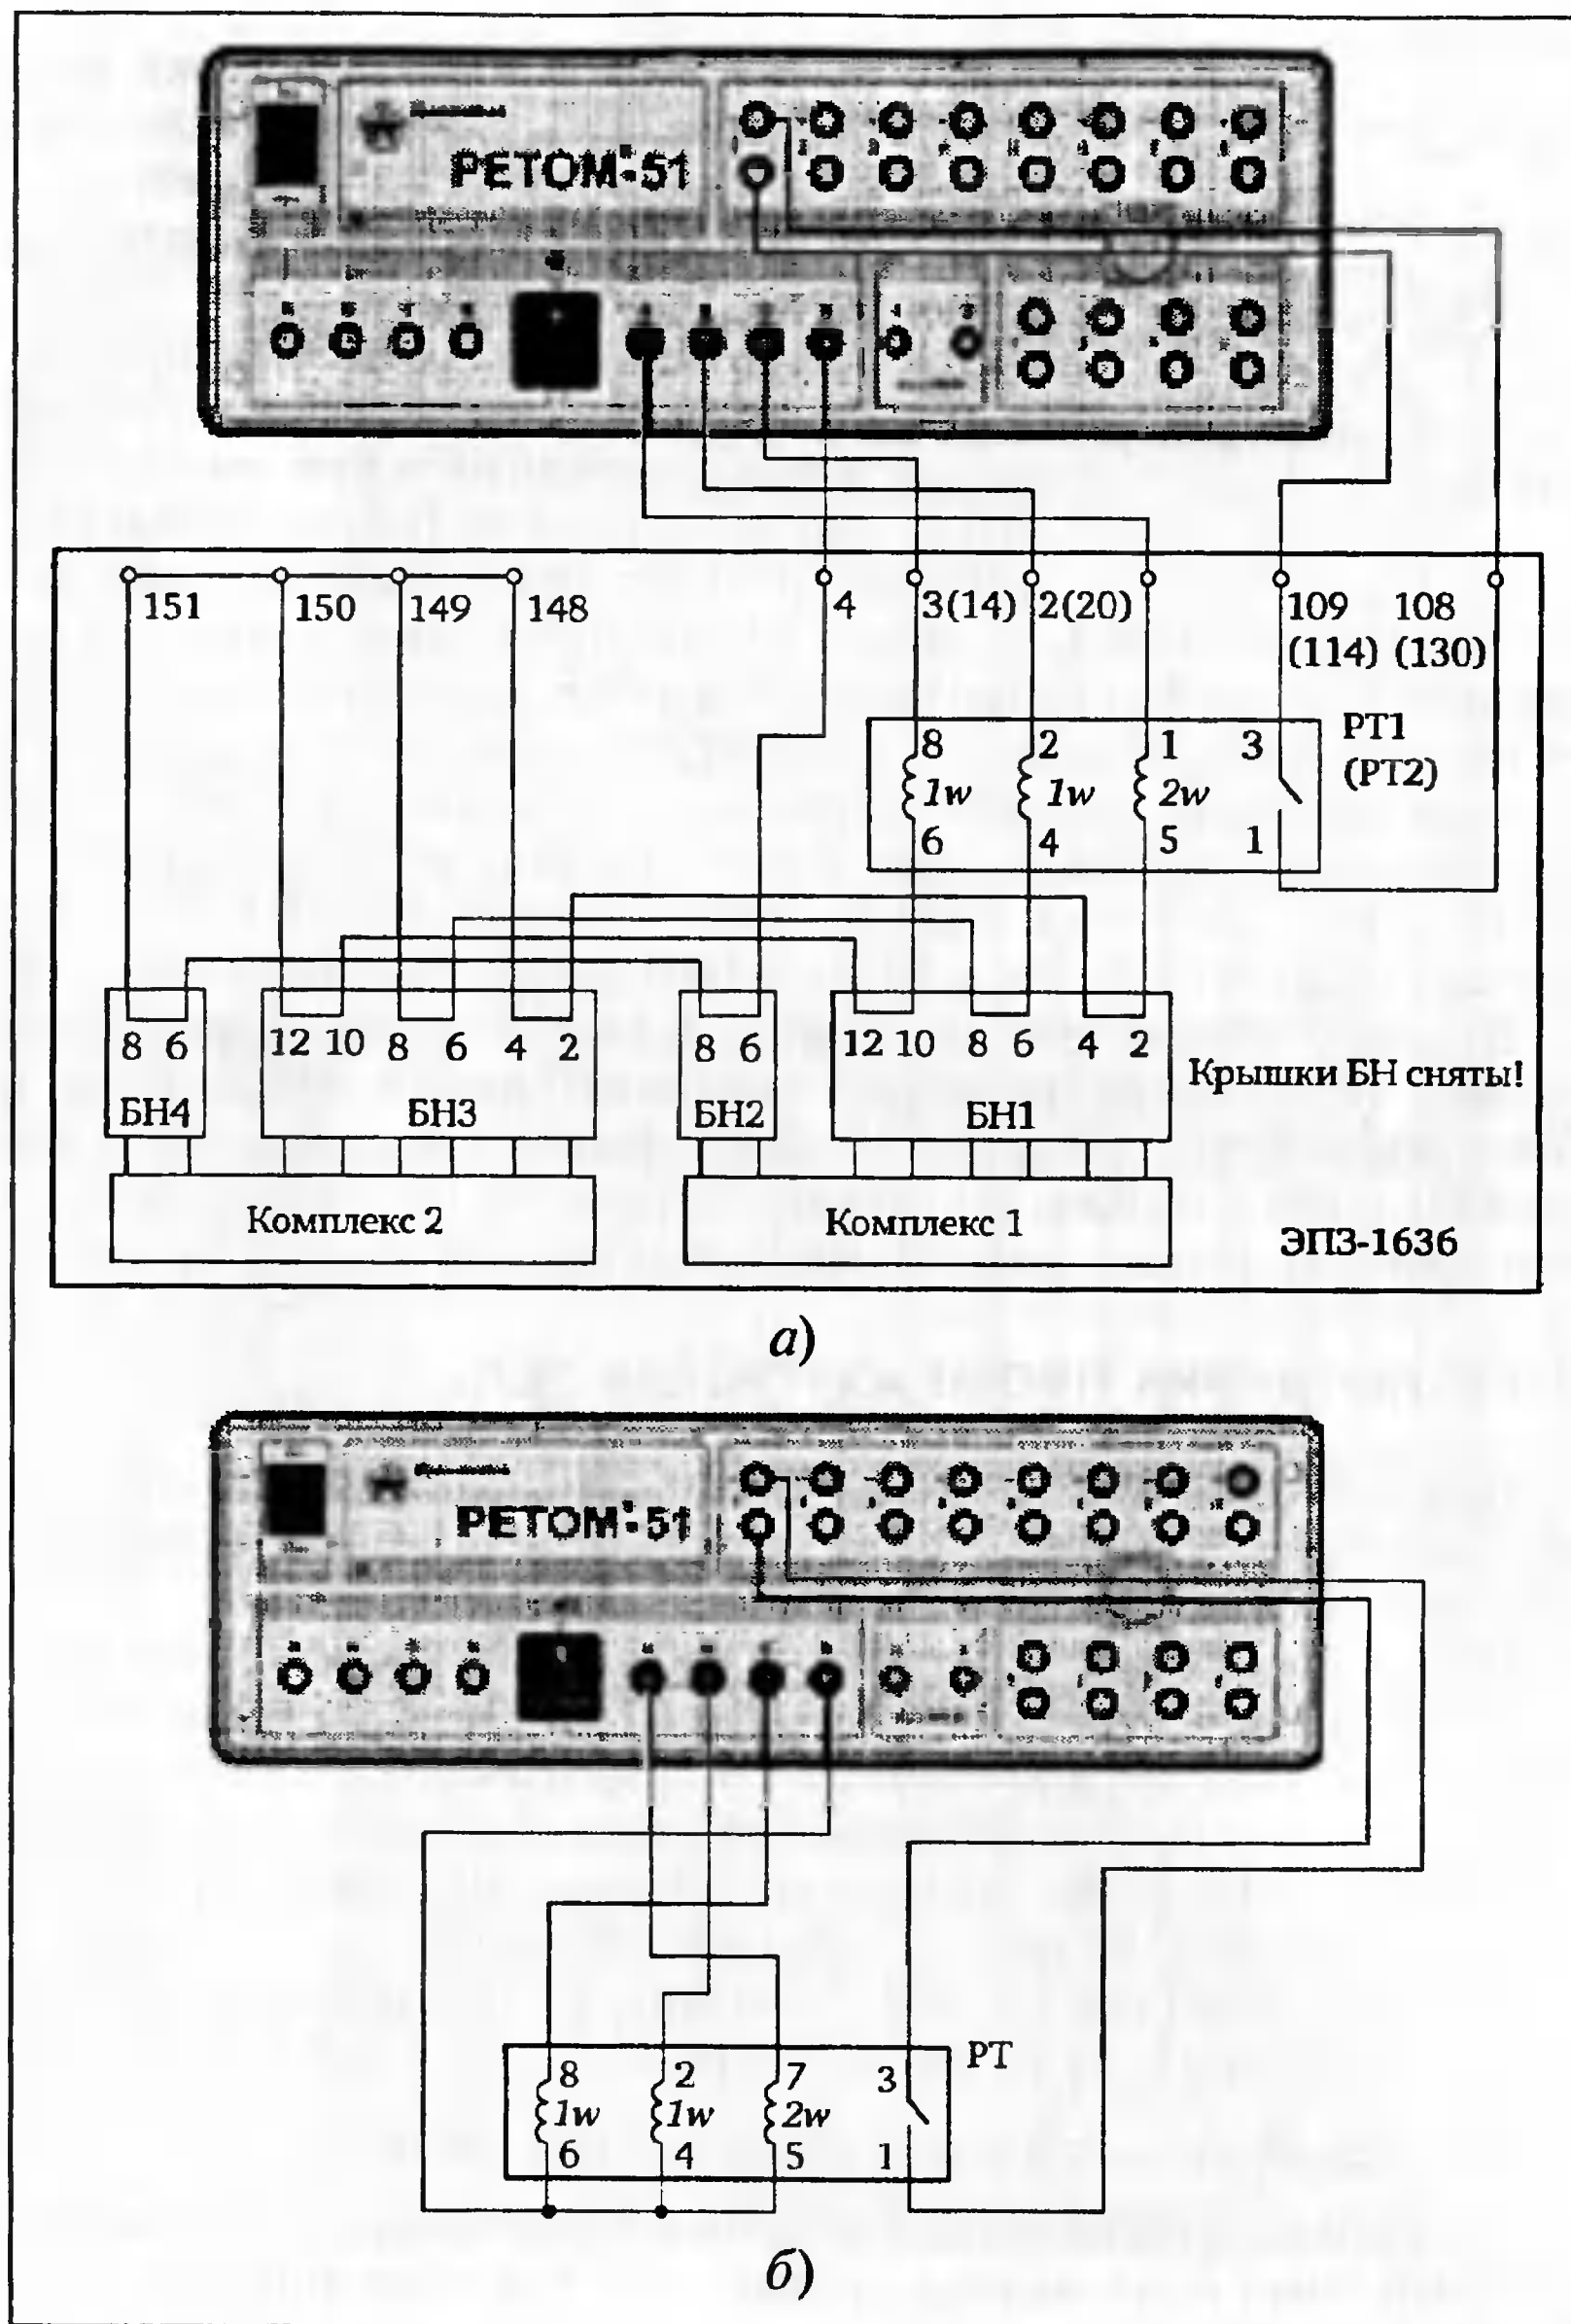 РЕТОМ-51
151 150 149 148 4 3(14) 2(20) 109 108
(114) (130)
РТ1
(РТ2)
8 2 1 3
1w 1w 2w
6 4 5 1
8 6 12 10 8 6 4 2 8 6 12 10 8 6 4 2
Крышки БН сняты!
БН4 БН3 БН2 БН1
Комплекс 2 Комплекс 1 ЭПЗ-1636
а)
РЕТОМ-51
РТ
8 2 7 3
1w 1w 2w
6 4 5 1
б)